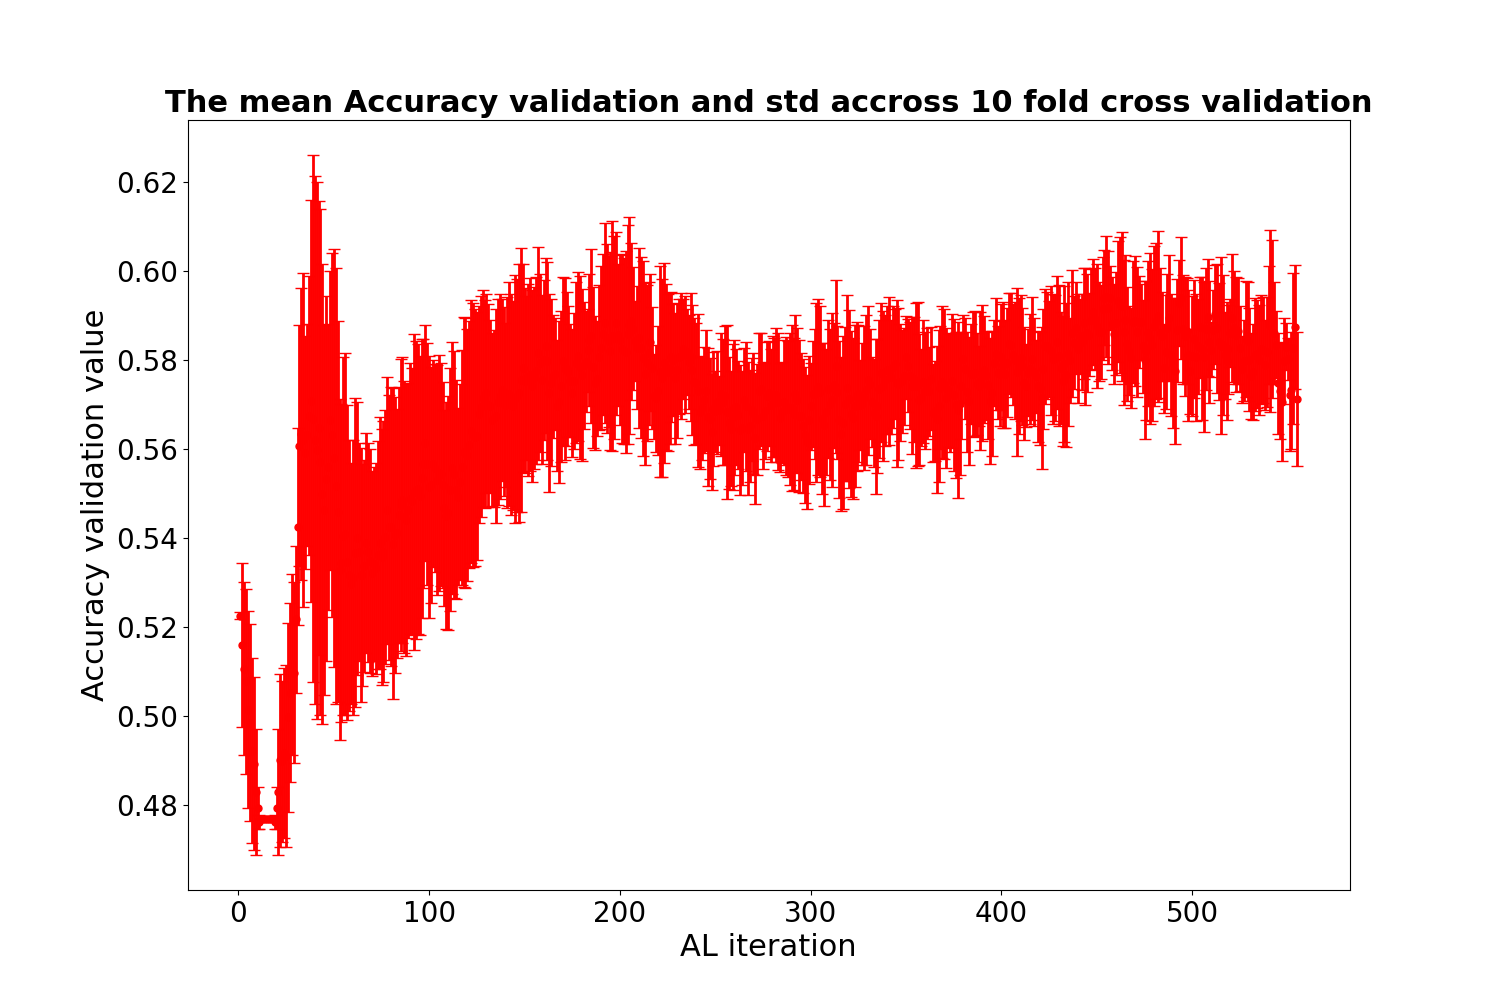 The mean Accuracy validation and std accross 10 fold cross validation
0.62
0.60
0.58
0.56
0.54
0.52
0.50
0.48
Accuracy validation value
0 100 200 300 400 500
AL iteration